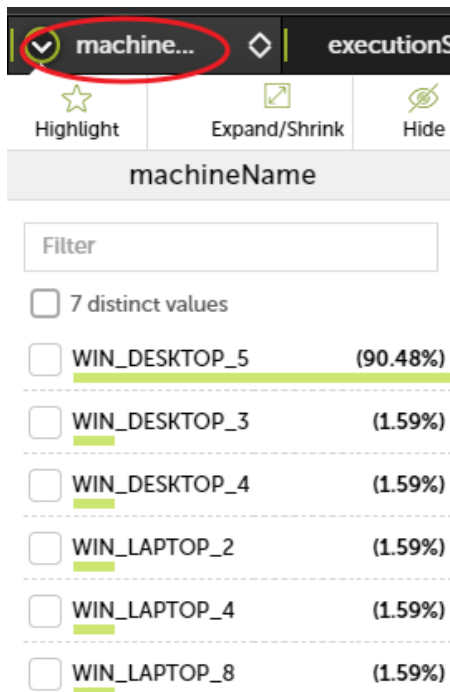 machine... executionS
Highlight Expand/Shrink Hide
machineName
Filter
7 distinct values
WIN_DESKTOP_5 (90.48%)
WIN_DESKTOP_3 (1.59%)
WIN_DESKTOP_4 (1.59%)
WIN_LAPTOP_2 (1.59%)
WIN_LAPTOP_4 (1.59%)
WIN_LAPTOP_8 (1.59%)